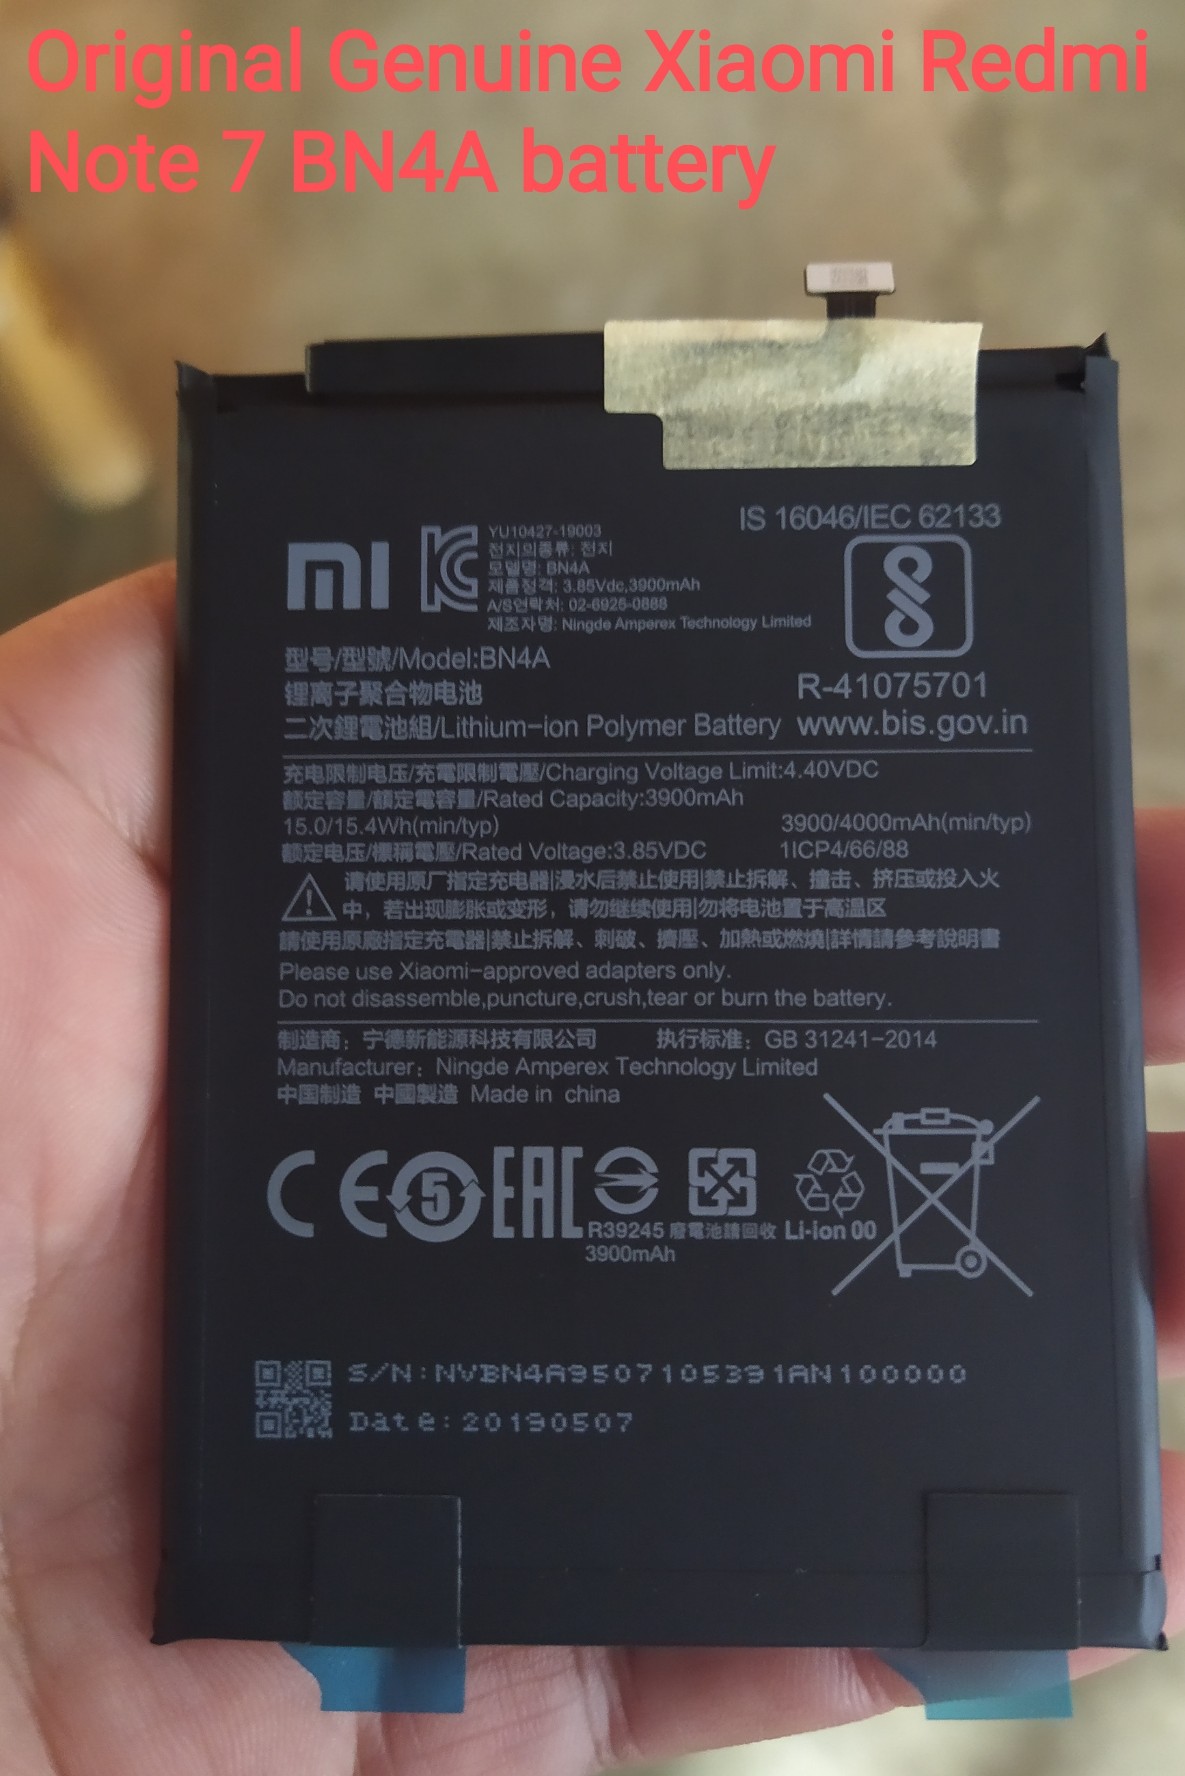 Original Genuine Xiaomi Redmi
Note 7 BN4A battery
IS 16046/IEC 62133
YU10427-19003
전지의종류: 전지
모델명: BN4A
제품정격: 3.85Vdc,3900mAh
A/S연락처: 02-6925-0888
제조자명: Ningde Amperex Technology Limited
mi
R-41075701
www.bis.gov.in
型号/型號/Model:BN4A
锂离子聚合物电池
二次鋰電池組/Lithium-ion Polymer Battery
充电限制电压/充電限制電壓/Charging Voltage Limit:4.40VDC
额定容量/額定電容量/Rated Capacity:3900mAh
15.0/15.4Wh(min/typ) 3900/4000mAh(min/typ)
额定电压/標稱電壓/Rated Voltage:3.85VDC 1ICP4/66/88
请使用原厂指定充电器|浸水后禁止使用|禁止拆解、撞击、挤压或投入火
中，若出现膨胀或变形，请勿继续使用|勿将电池置于高温区
請使用原廠指定充電器|禁止拆解、刺破、擠壓、加熱或燃燒|詳情請參考說明書
Please use Xiaomi-approved adapters only.
Do not disassemble,puncture,crush,tear or burn the battery.
制造商：宁德新能源科技有限公司 执行标准：GB 31241-2014
Manufacturer：Ningde Amperex Technology Limited
中国制造 中國製造 Made in china
CE 5 EAC
R39245 廢電池請回收 Li-ion 00
3900mAh
S/N:NVBN4A9507105391AN100000
Date:20190507